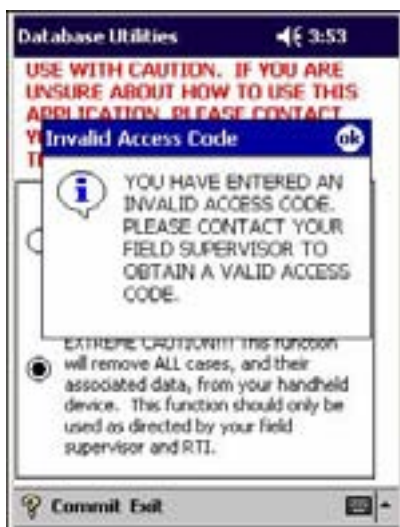 Database Utilities 3:53
USE WITH CAUTION. IF YOU ARE
UNSURE ABOUT HOW TO USE THIS
APPLICATION, PLEASE CONTACT
Invalid Access Code ok
YOU HAVE ENTERED AN
INVALID ACCESS CODE.
PLEASE CONTACT YOUR
FIELD SUPERVISOR TO
OBTAIN A VALID ACCESS
CODE.
EXTREME CAUTION!!! This function
will remove ALL cases, and their
associated data, from your handheld
device. This function should only be
used as directed by your field
supervisor and RTI.
Commit Exit